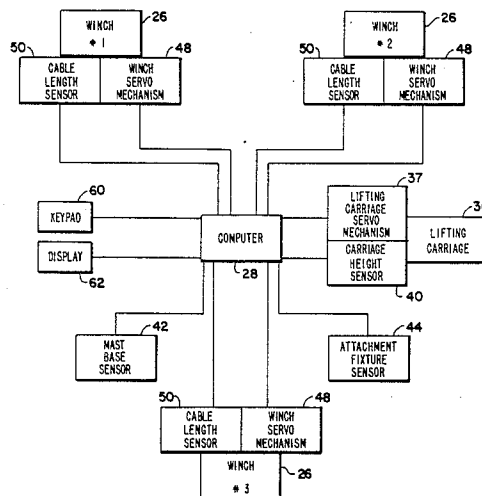 26
26
50
WINCH
# 1
48
50
WINCH
# 2
48
CABLE
LENGTH
SENSOR
WINCH
SERVO
MECHANISM
CABLE
LENGTH
SENSOR
WINCH
SERVO
MECHANISM
37
60
KEYPAD
COMPUTER
28
LIFTING
CARRIAGE
SERVO
MECHANISM
LIFTING
CARRIAGE
62
DISPLAY
CARRIAGE
HEIGHT
SENSOR
40
42
MAST
BASE
SENSOR
44
ATTACHMENT
FIXTURE
SENSOR
50
48
CABLE
LENGTH
SENSOR
WINCH
SERVO
MECHANISM
WINCH
# 3
26